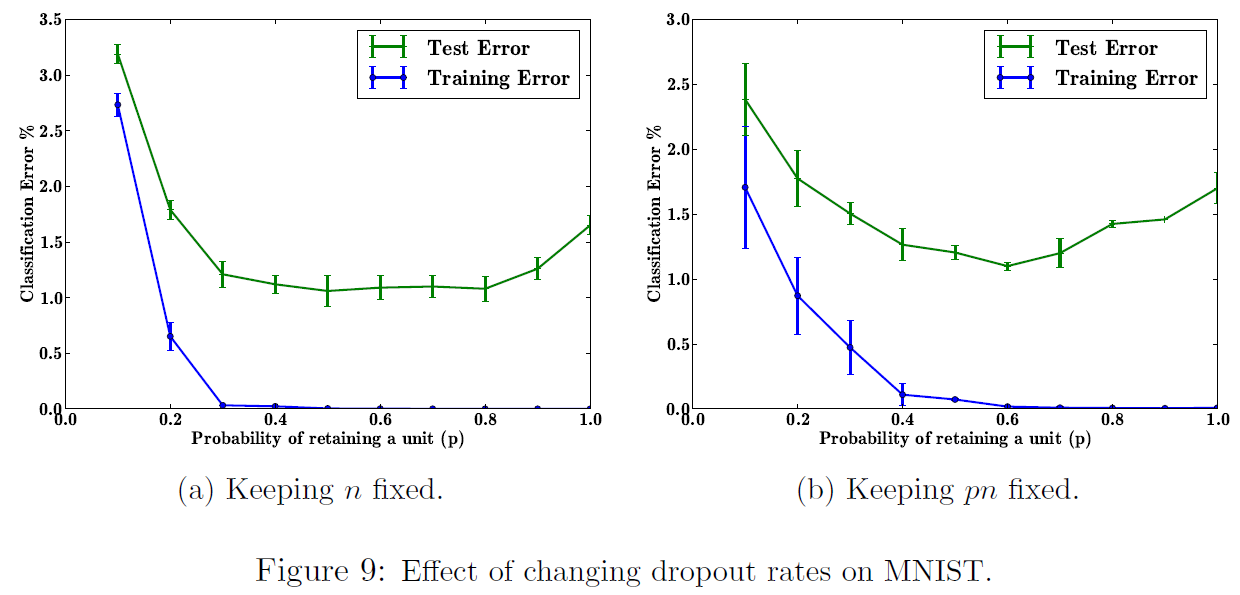 3.5
3.0
2.5
2.0
1.5
1.0
0.5
0.0
Classification Error %
Test Error
Training Error
0.0 0.2 0.4 0.6 0.8 1.0
Probability of retaining a unit (p)
(a) Keeping n fixed.
3.0
2.5
2.0
1.5
1.0
0.5
0.0
Classification Error %
Test Error
Training Error
0.0 0.2 0.4 0.6 0.8 1.0
Probability of retaining a unit (p)
(b) Keeping pn fixed.
Figure 9: Effect of changing dropout rates on MNIST.